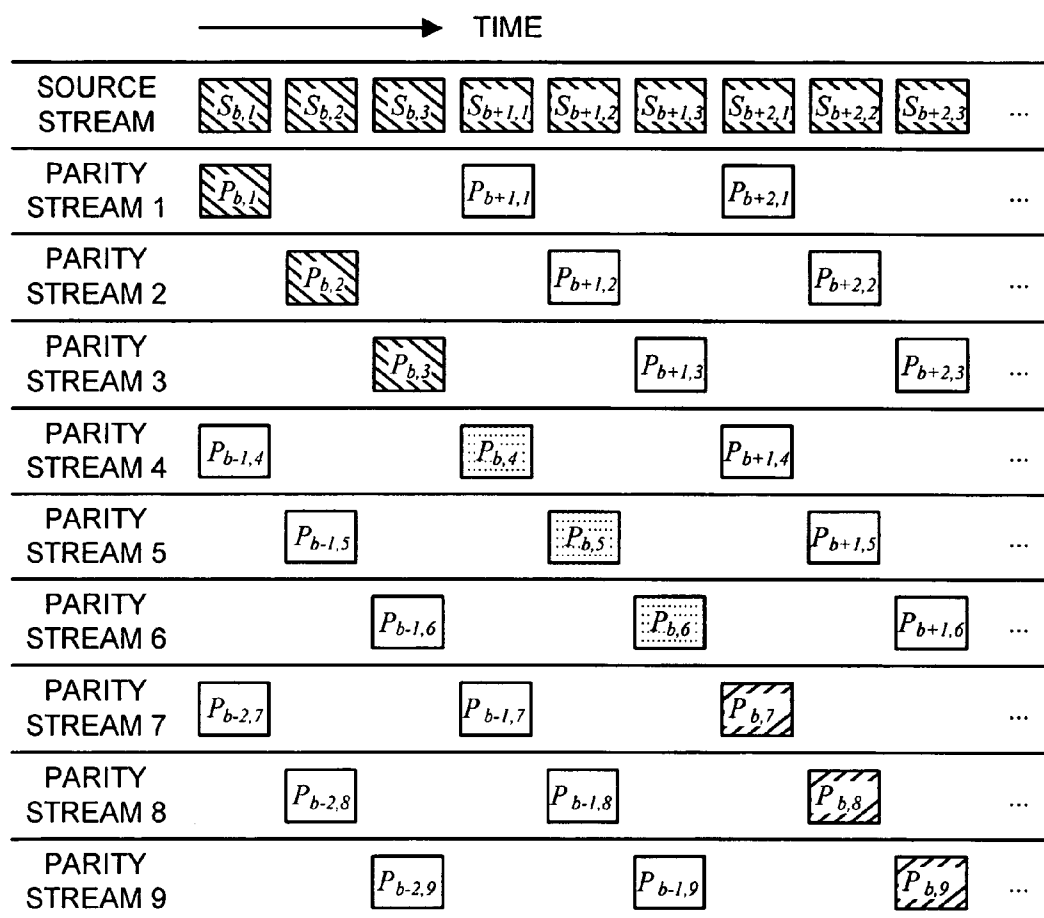 TIME
SOURCE STREAM S_{b,1} S_{b,2} S_{b,3} S_{b+1,1} S_{b+1,2} S_{b+1,3} S_{b+2,1} S_{b+2,2} S_{b+2,3} ...
PARITY STREAM 1 P_{b,1} P_{b+1,1} P_{b+2,1} ...
PARITY STREAM 2 P_{b,2} P_{b+1,2} P_{b+2,2} ...
PARITY STREAM 3 P_{b,3} P_{b+1,3} P_{b+2,3} ...
PARITY STREAM 4 P_{b-1,4} P_{b,4} P_{b+1,4} ...
PARITY STREAM 5 P_{b-1,5} P_{b,5} P_{b+1,5} ...
PARITY STREAM 6 P_{b-1,6} P_{b,6} P_{b+1,6} ...
PARITY STREAM 7 P_{b-2,7} P_{b-1,7} P_{b,7} ...
PARITY STREAM 8 P_{b-2,8} P_{b-1,8} P_{b,8} ...
PARITY STREAM 9 P_{b-2,9} P_{b-1,9} P_{b,9} ...